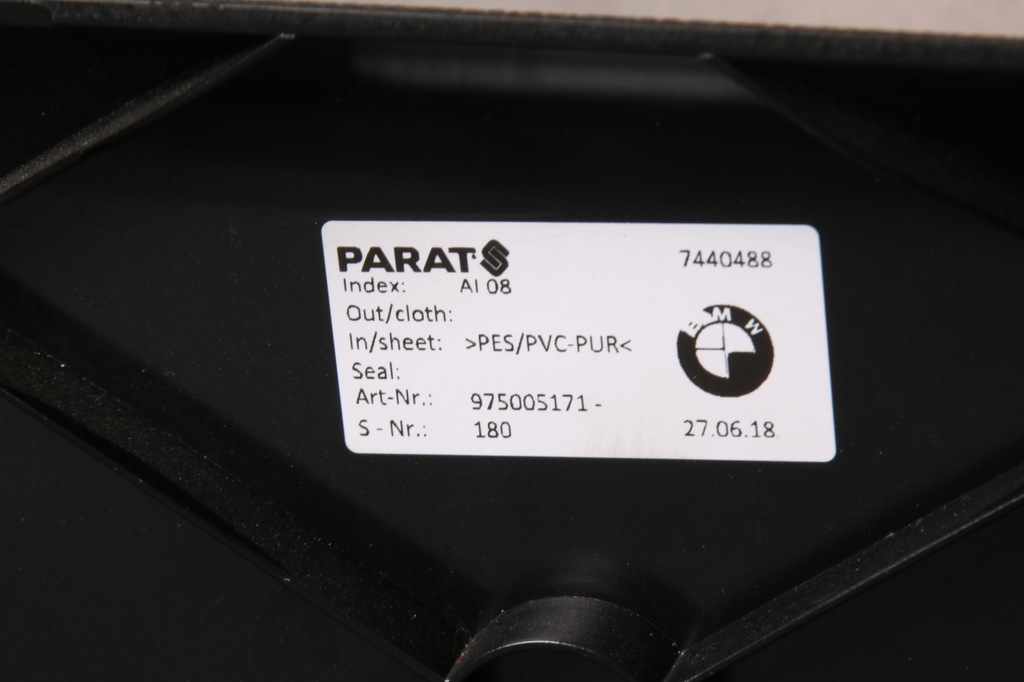 PARAT
7440488
Index: AI 08
Out/cloth:
In/sheet: >PES/PVC-PUR<
BMW
Seal:
Art-Nr.: 975005171 -
S - Nr.: 180
27.06.18